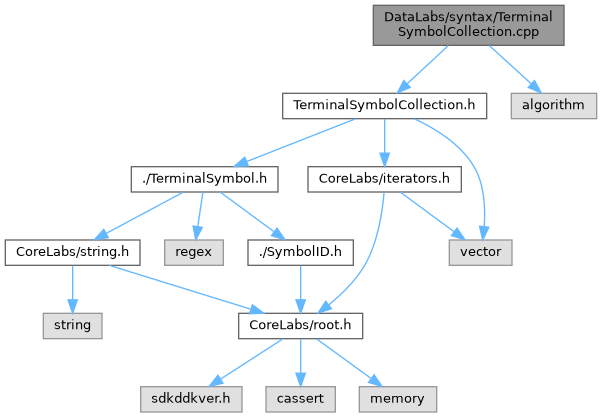 DataLabs/syntax/Terminal
SymbolCollection.cpp
TerminalSymbolCollection.h
algorithm
./TerminalSymbol.h
CoreLabs/iterators.h
CoreLabs/string.h
regex
./SymbolID.h
vector
string
CoreLabs/root.h
sdkddkver.h
cassert
memory